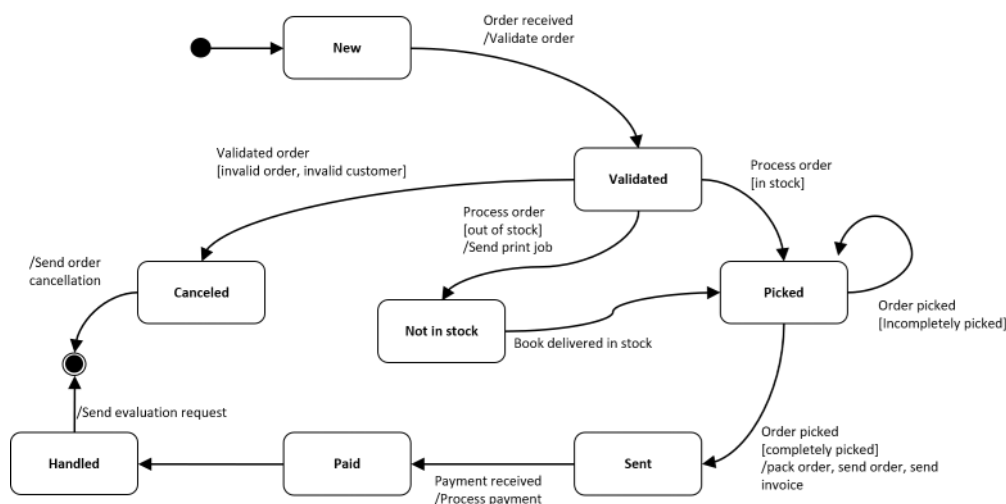 Order received
/Validate order
New
Validated order
[invalid order, invalid customer]
Validated
Process order
[in stock]
Process order
[out of stock]
/Send print job
/Send order
cancellation
Canceled
Not in stock
Picked
Book delivered in stock
Order picked
[Incompletely picked]
/Send evaluation request
Order picked
[completely picked]
/pack order, send order, send
invoice
Handled
Paid
Sent
Payment received
/Process payment